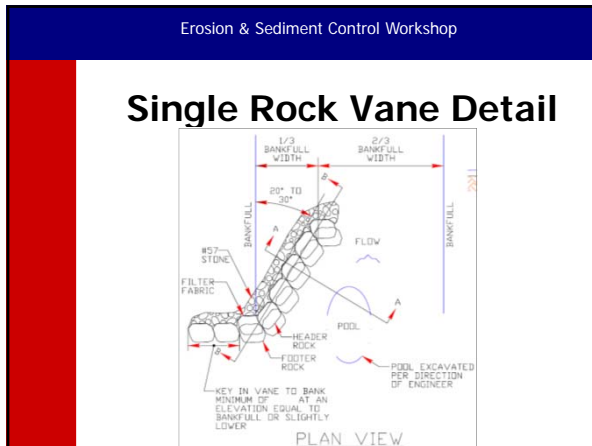 Erosion & Sediment Control Workshop
Single Rock Vane Detail
1/3
BANKFULL
WIDTH
2/3
BANKFULL
WIDTH
B
20° TO
30°
BANKFULL
BANKFULL
A
FLOW
#57
STONE
FILTER
FABRIC
A
POOL
HEADER
ROCK
B
FOOTER
ROCK
POOL EXCAVATED
PER DIRECTION
OF ENGINEER
KEY IN VANE TO BANK
MINIMUM OF AT AN
ELEVATION EQUAL TO
BANKFULL OR SLIGHTLY
LOWER
PLAN VIEW